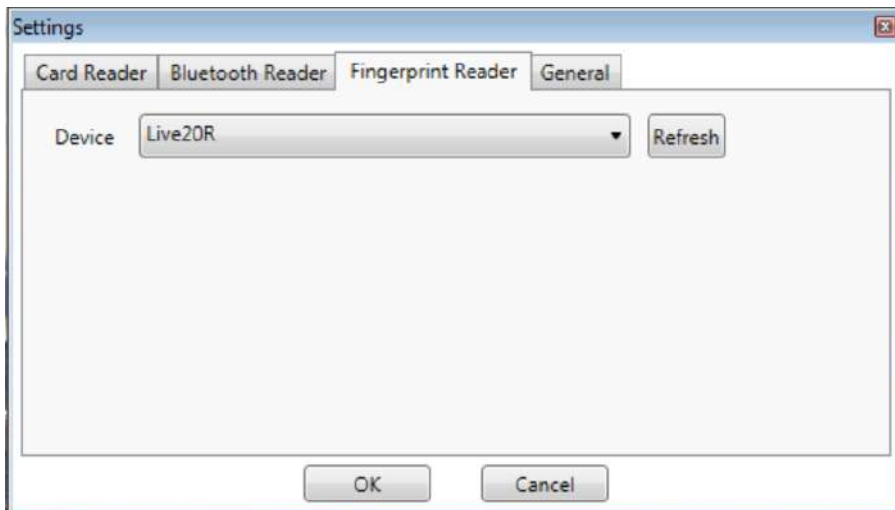 Settings
Card Reader Bluetooth Reader Fingerprint Reader General
Device Live20R Refresh
OK Cancel